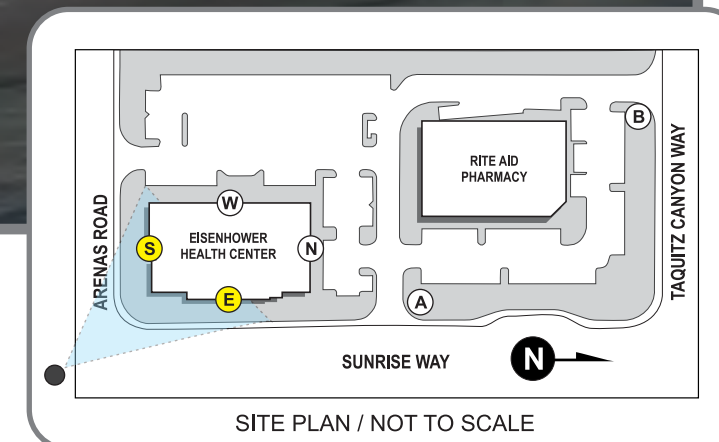 W
S
N
E
EISENHOWER
HEALTH CENTER
ARENAS ROAD
RITE AID
PHARMACY
B
A
TAQUITZ CANYON WAY
SUNRISE WAY
N
SITE PLAN / NOT TO SCALE